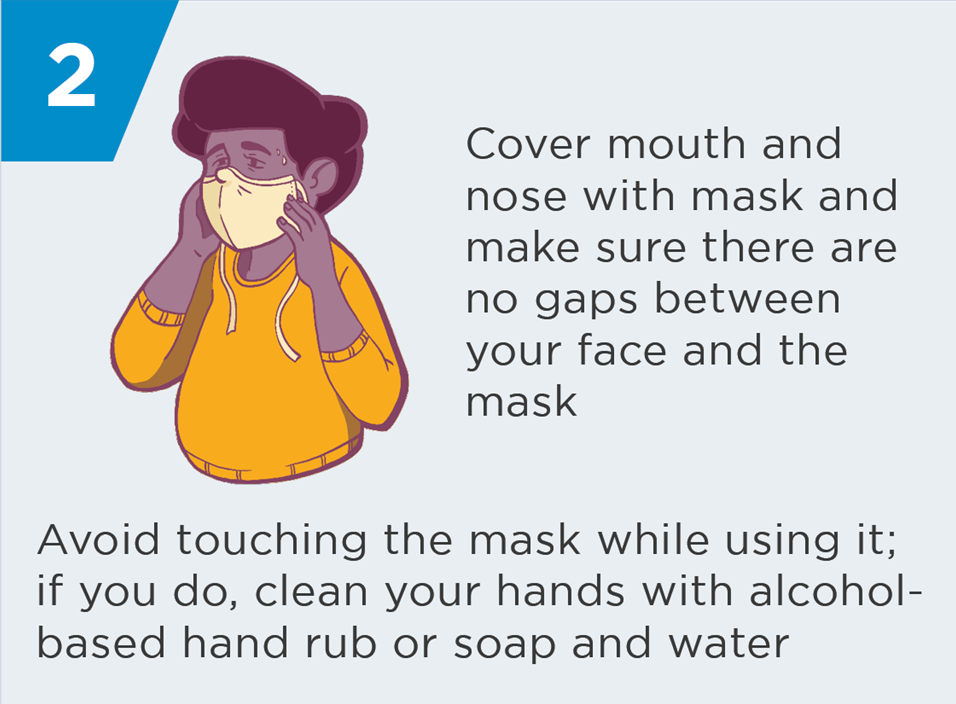 2
Cover mouth and
nose with mask and
make sure there are
no gaps between
your face and the
mask
Avoid touching the mask while using it;
if you do, clean your hands with alcohol-
based hand rub or soap and water